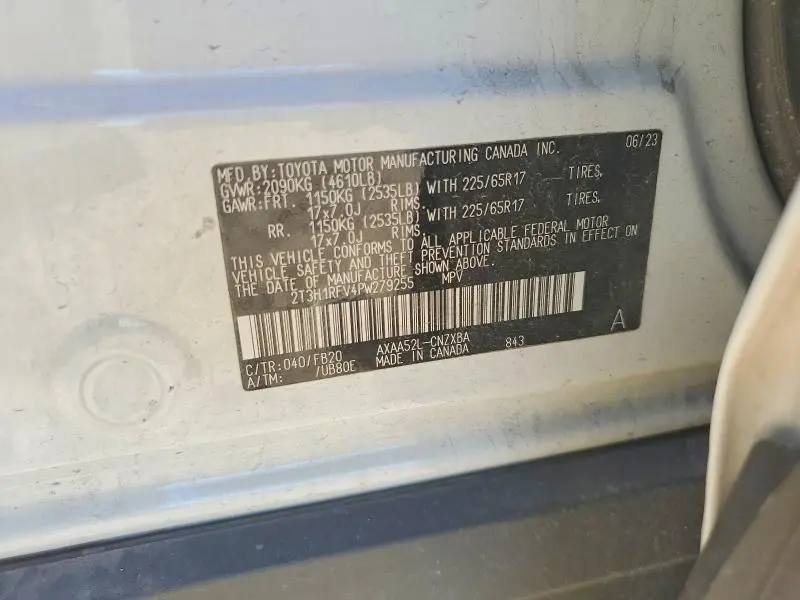 MFD.BY:TOYOTA MOTOR MANUFACTURING CANADA INC. 06/23
GVWR:2090KG (4610LB)
GAWR:FRT. 1150KG (2535LB) WITH 225/65R17 TIRES,
17x7.0J RIMS.
RR. 1150KG (2535LB) WITH 225/65R17 TIRES,
17x7.0J RIMS.
THIS VEHICLE CONFORMS TO ALL APPLICABLE FEDERAL MOTOR
VEHICLE SAFETY AND THEFT PREVENTION STANDARDS IN EFFECT ON
THE DATE OF MANUFACTURE SHOWN ABOVE.
2T3H1RFV4PW279255 MPV
C/TR:040/FB20 AXAA52L-CNZXBA 843 A
A/TM: /UB80E MADE IN CANADA